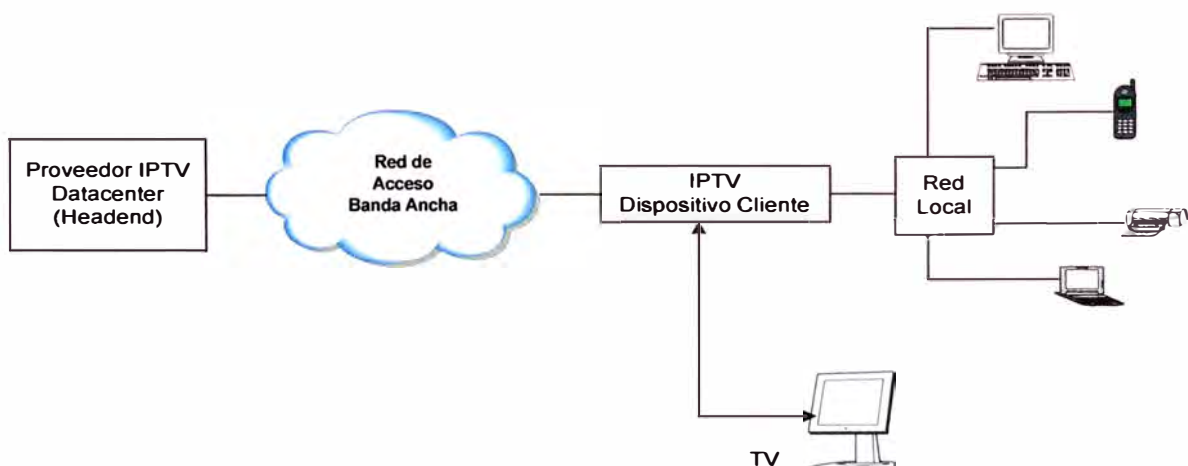 Proveedor IPTV
Datacenter
(Headend)
Red de
Acceso
Banda Ancha
IPTV
Dispositivo Cliente
Red
Local
TV